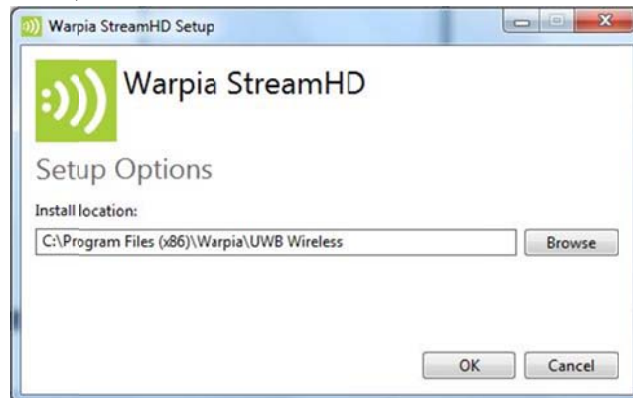 Warpia StreamHD Setup
Warpia StreamHD
Setup Options
Install location:
C:\Program Files (x86)\Warpia\UWB Wireless
Browse
OK
Cancel